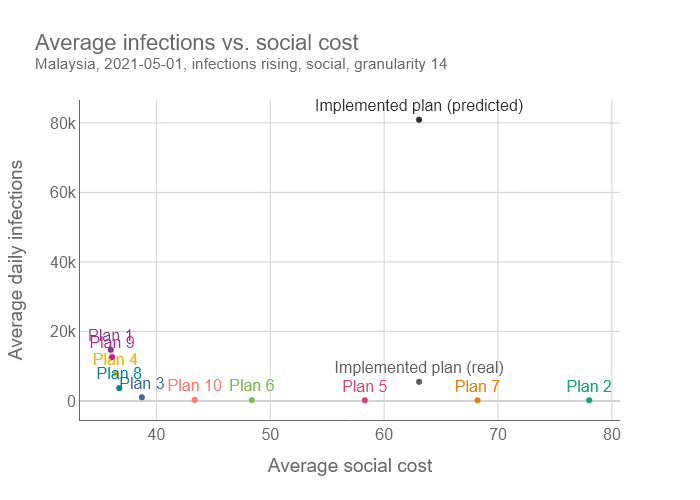 Average infections vs. social cost
Malaysia, 2021-05-01, infections rising, social, granularity 14
Implemented plan (predicted)
80k
60k
40k
20k
0
Average daily infections
Plan 1
Plan 9
Plan 4
Plan 8
Plan 3
Plan 10
Plan 6
Implemented plan (real)
Plan 5
Plan 7
Plan 2
40
50
60
70
80
Average social cost